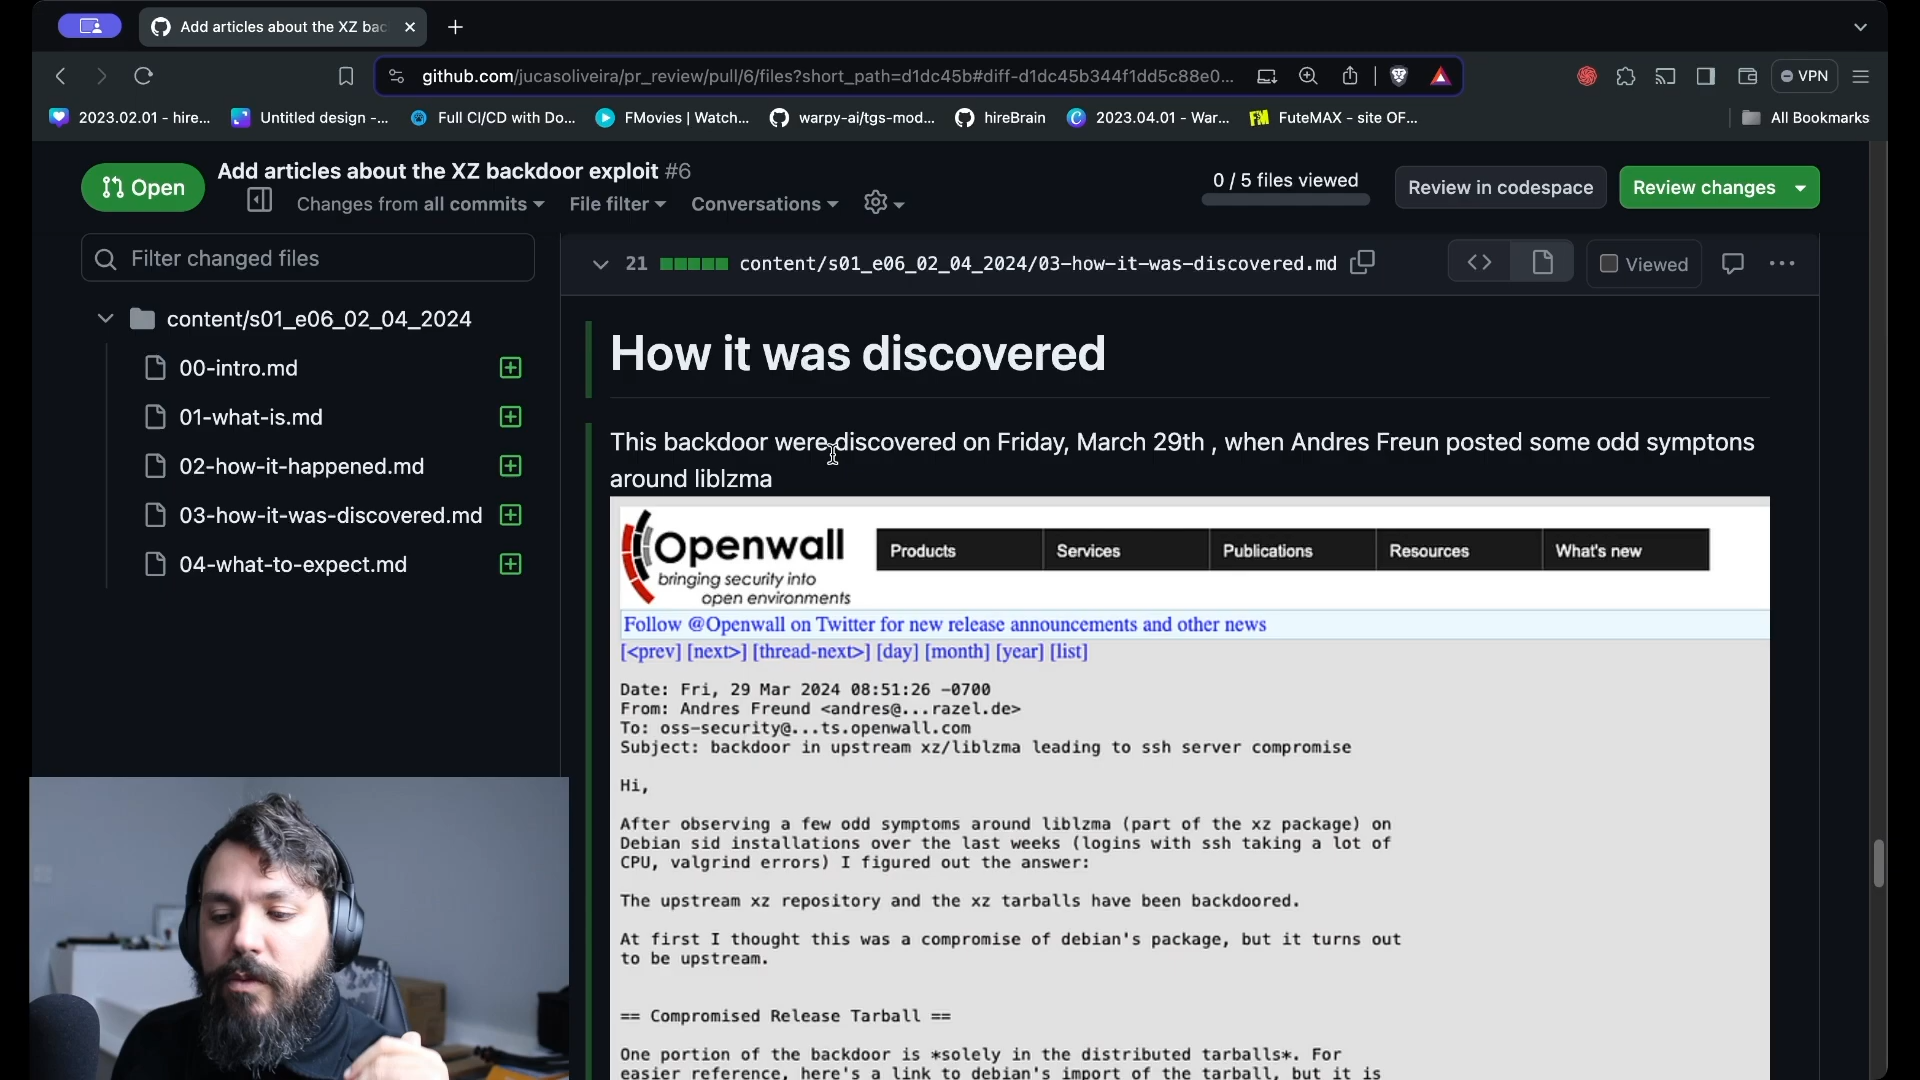 Add articles about the XZ bac
github.com/jucasoliveira/pr_review/pull/6/files?short_path=d1dc45b#diff-d1dc45b344f1dd5c88e0...
VPN
2023.02.01 - hire...
Untitled design -...
Full CI/CD with Do...
FMovies | Watch...
warpy-ai/tgs-mod...
hireBrain
2023.04.01 - War...
FM
FuteMAX - site OF...
All Bookmarks
Open
Add articles about the XZ backdoor exploit #6
Changes from all commits
File filter
Conversations
0 / 5 files viewed
Review in codespace
Review changes
Filter changed files
content/s01_e06_02_04_2024
00-intro.md
01-what-is.md
02-how-it-happened.md
03-how-it-was-discovered.md
04-what-to-expect.md
21 content/s01_e06_02_04_2024/03-how-it-was-discovered.md
<> Viewed
How it was discovered
This backdoor were discovered on Friday, March 29th , when Andres Freun posted some odd symptons
around liblzma
Openwall
bringing security into
open environments
Products Services Publications Resources What's new
Follow @Openwall on Twitter for new release announcements and other news
[<prev] [next>] [thread-next>] [day] [month] [year] [list]
Date: Fri, 29 Mar 2024 08:51:26 -0700
From: Andres Freund <andres@...razel.de>
To: oss-security@...ts.openwall.com
Subject: backdoor in upstream xz/liblzma leading to ssh server compromise
Hi,
After observing a few odd symptoms around liblzma (part of the xz package) on
Debian sid installations over the last weeks (logins with ssh taking a lot of
CPU, valgrind errors) I figured out the answer:
The upstream xz repository and the xz tarballs have been backdoored.
At first I thought this was a compromise of debian's package, but it turns out
to be upstream.
== Compromised Release Tarball ==
One portion of the backdoor is *solely in the distributed tarballs*. For
easier reference, here's a link to debian's import of the tarball, but it is